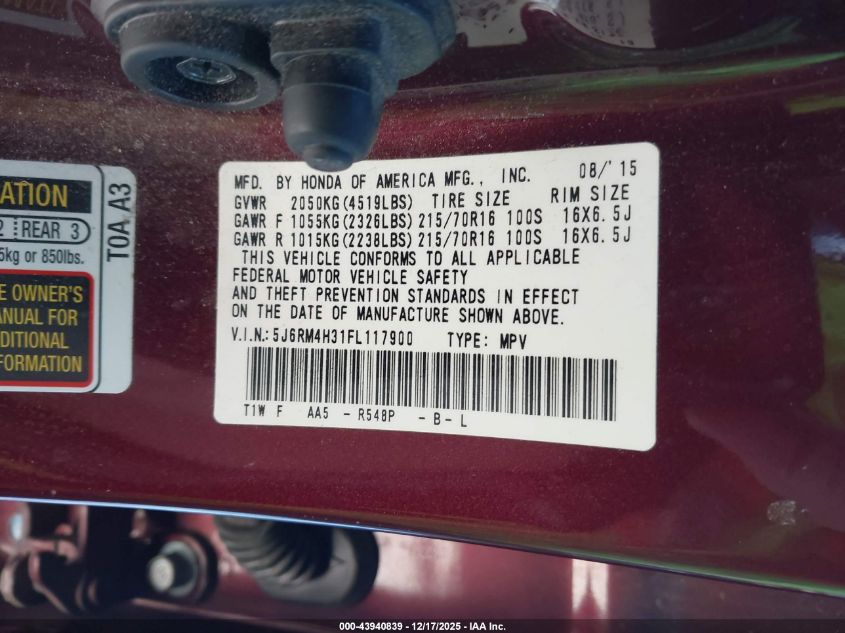 ATION
2 REAR 3
5kg or 850lbs.
E OWNER'S
ANUAL FOR
DITIONAL
FORMATION
T0A A3
MFD. BY HONDA OF AMERICA MFG., INC. 08/'15
GVWR 2050KG(4519LBS) TIRE SIZE RIM SIZE
GAWR F 1055KG(2326LBS) 215/70R16 100S 16X6.5J
GAWR R 1015KG(2238LBS) 215/70R16 100S 16X6.5J
THIS VEHICLE CONFORMS TO ALL APPLICABLE
FEDERAL MOTOR VEHICLE SAFETY
AND THEFT PREVENTION STANDARDS IN EFFECT
ON THE DATE OF MANUFACTURE SHOWN ABOVE.
V.I.N.:5J6RM4H31FL117900 TYPE: MPV
T1W F AA5 -R548P -B-L
000-43940839 - 12/17/2025 - IAA Inc.